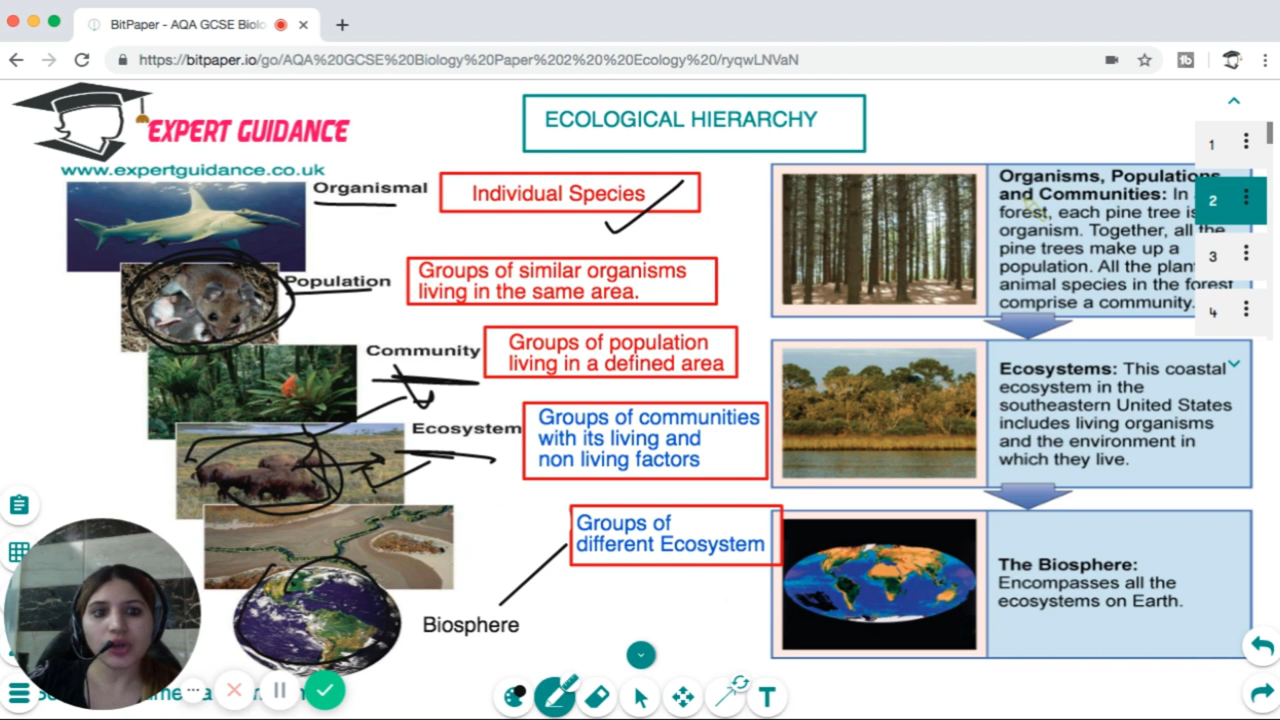 BitPaper - AQA GCSE Biolo
https://bitpaper.io/go/AQA%20GCSE%20Biology%20Paper%202%20%20Ecology%20/ryqwLNVaN
EXPERT GUIDANCE
www.expertguidance.co.uk
ECOLOGICAL HIERARCHY
Organismal
Individual Species
Population
Groups of similar organisms
living in the same area.
Community
Groups of population
living in a defined area
Ecosystem
Groups of communities
with its living and
non living factors
Groups of
different Ecosystem
Biosphere
Organisms, Populations
and Communities: In
forest, each pine tree is
organism. Together, all the
pine trees make up a
population. All the plant
animal species in the forest
comprise a community.
Ecosystems: This coastal
ecosystem in the
southeastern United States
includes living organisms
and the environment in
which they live.
The Biosphere:
Encompasses all the
ecosystems on Earth.
1
2
3
4
T